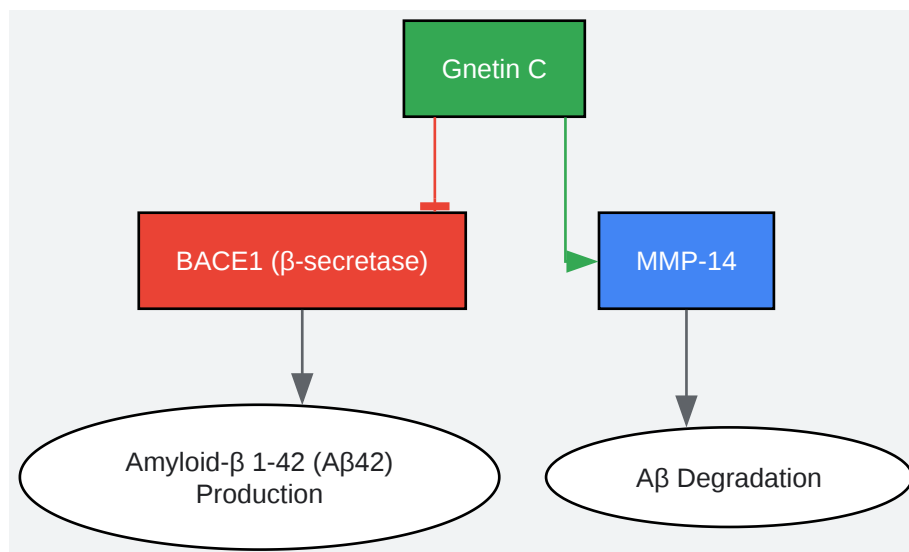 Gnetin C
BACE1 (β-secretase)
MMP-14
Amyloid-β 1-42 (Aβ42)
Production
Aβ Degradation